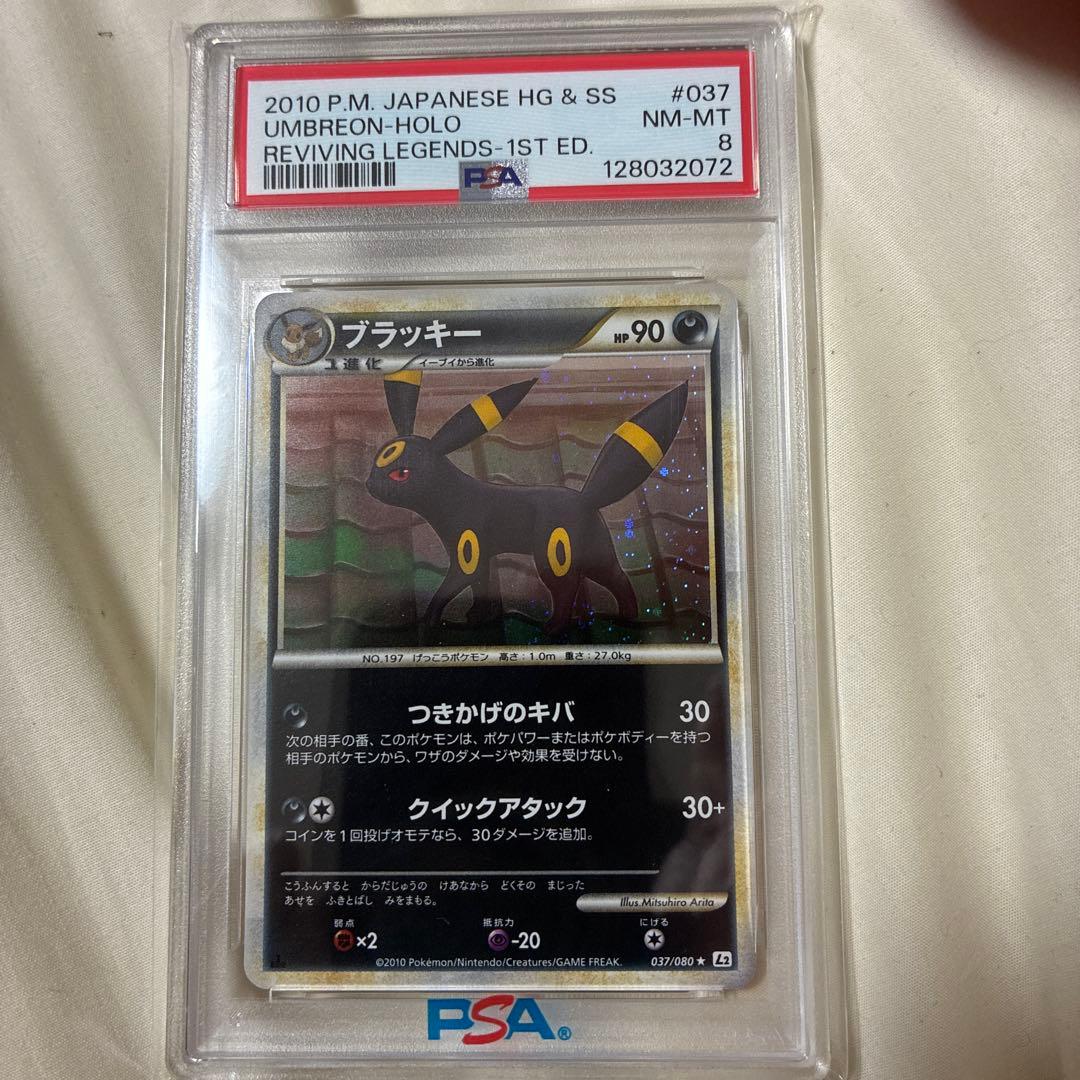 2010 P.M. JAPANESE HG & SS #037
UMBREON-HOLO NM-MT
REVIVING LEGENDS-1ST ED. 8
PSA 128032072
ブラッキー HP 90
1進化 イーブイから進化
NO.197 げっこうポケモン 高さ:1.0m 重さ:27.0kg
つきかげのキバ 30
次の相手の番、このポケモンは、ポケパワーまたはポケボディーを持つ
相手のポケモンから、ワザのダメージや効果を受けない。
クイックアタック 30+
コインを1回投げオモテなら、30ダメージを追加。
こうふんすると からだじゅうの けあなから どくその まじった
あせを ふきとばし みをまもる。
Illus.Mitsuhiro Arita
弱点 抵抗力 にげる
×2 -20
©2010 Pokémon/Nintendo/Creatures/GAME FREAK. 037/080 ★ L2
PSA®